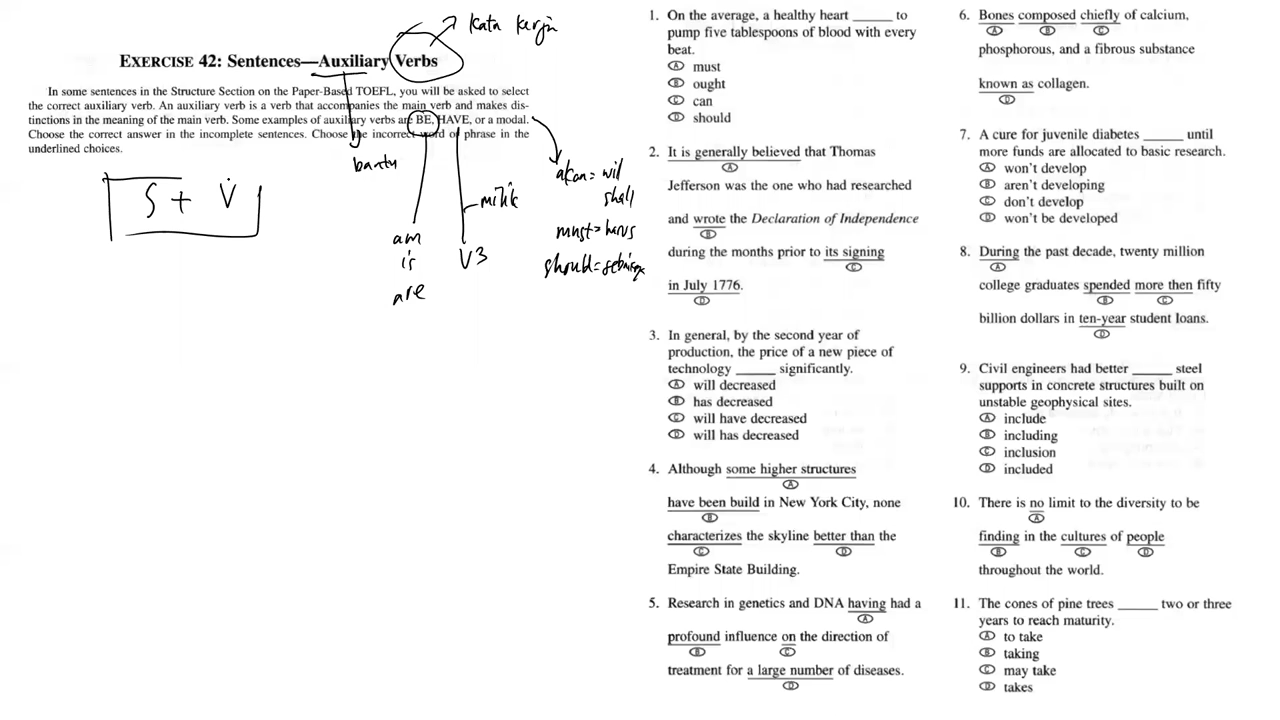 kata kerja
EXERCISE 42: Sentences—Auxiliary Verbs
In some sentences in the Structure Section on the Paper-Based TOEFL, you will be asked to select
the correct auxiliary verb. An auxiliary verb is a verb that accompanies the main verb and makes dis-
tinctions in the meaning of the main verb. Some examples of auxiliary verbs are BE, HAVE, or a modal.
Choose the correct answer in the incomplete sentences. Choose the incorrect word or phrase in the
underlined choices.
bantu
S + V
am
is
are
milik
V3
akan = will
shall
must = harus
should =
1. On the average, a healthy heart ______ to
pump five tablespoons of blood with every
beat.
A must
B ought
C can
D should
2. It is generally believed that Thomas
A
Jefferson was the one who had researched
and wrote the Declaration of Independence
B
during the months prior to its signing
C
in July 1776.
D
3. In general, by the second year of
production, the price of a new piece of
technology ______ significantly.
A will decreased
B has decreased
C will have decreased
D will has decreased
4. Although some higher structures
A
have been build in New York City, none
B
characterizes the skyline better than the
C D
Empire State Building.
5. Research in genetics and DNA having had a
A
profound influence on the direction of
B C
treatment for a large number of diseases.
D
6. Bones composed chiefly of calcium,
A B C
phosphorous, and a fibrous substance
known as collagen.
D
7. A cure for juvenile diabetes ______ until
more funds are allocated to basic research.
A won't develop
B aren't developing
C don't develop
D won't be developed
8. During the past decade, twenty million
A
college graduates spended more then fifty
B C
billion dollars in ten-year student loans.
D
9. Civil engineers had better ______ steel
supports in concrete structures built on
unstable geophysical sites.
A include
B including
C inclusion
D included
10. There is no limit to the diversity to be
A
finding in the cultures of people
B C D
throughout the world.
11. The cones of pine trees ______ two or three
years to reach maturity.
A to take
B taking
C may take
D takes